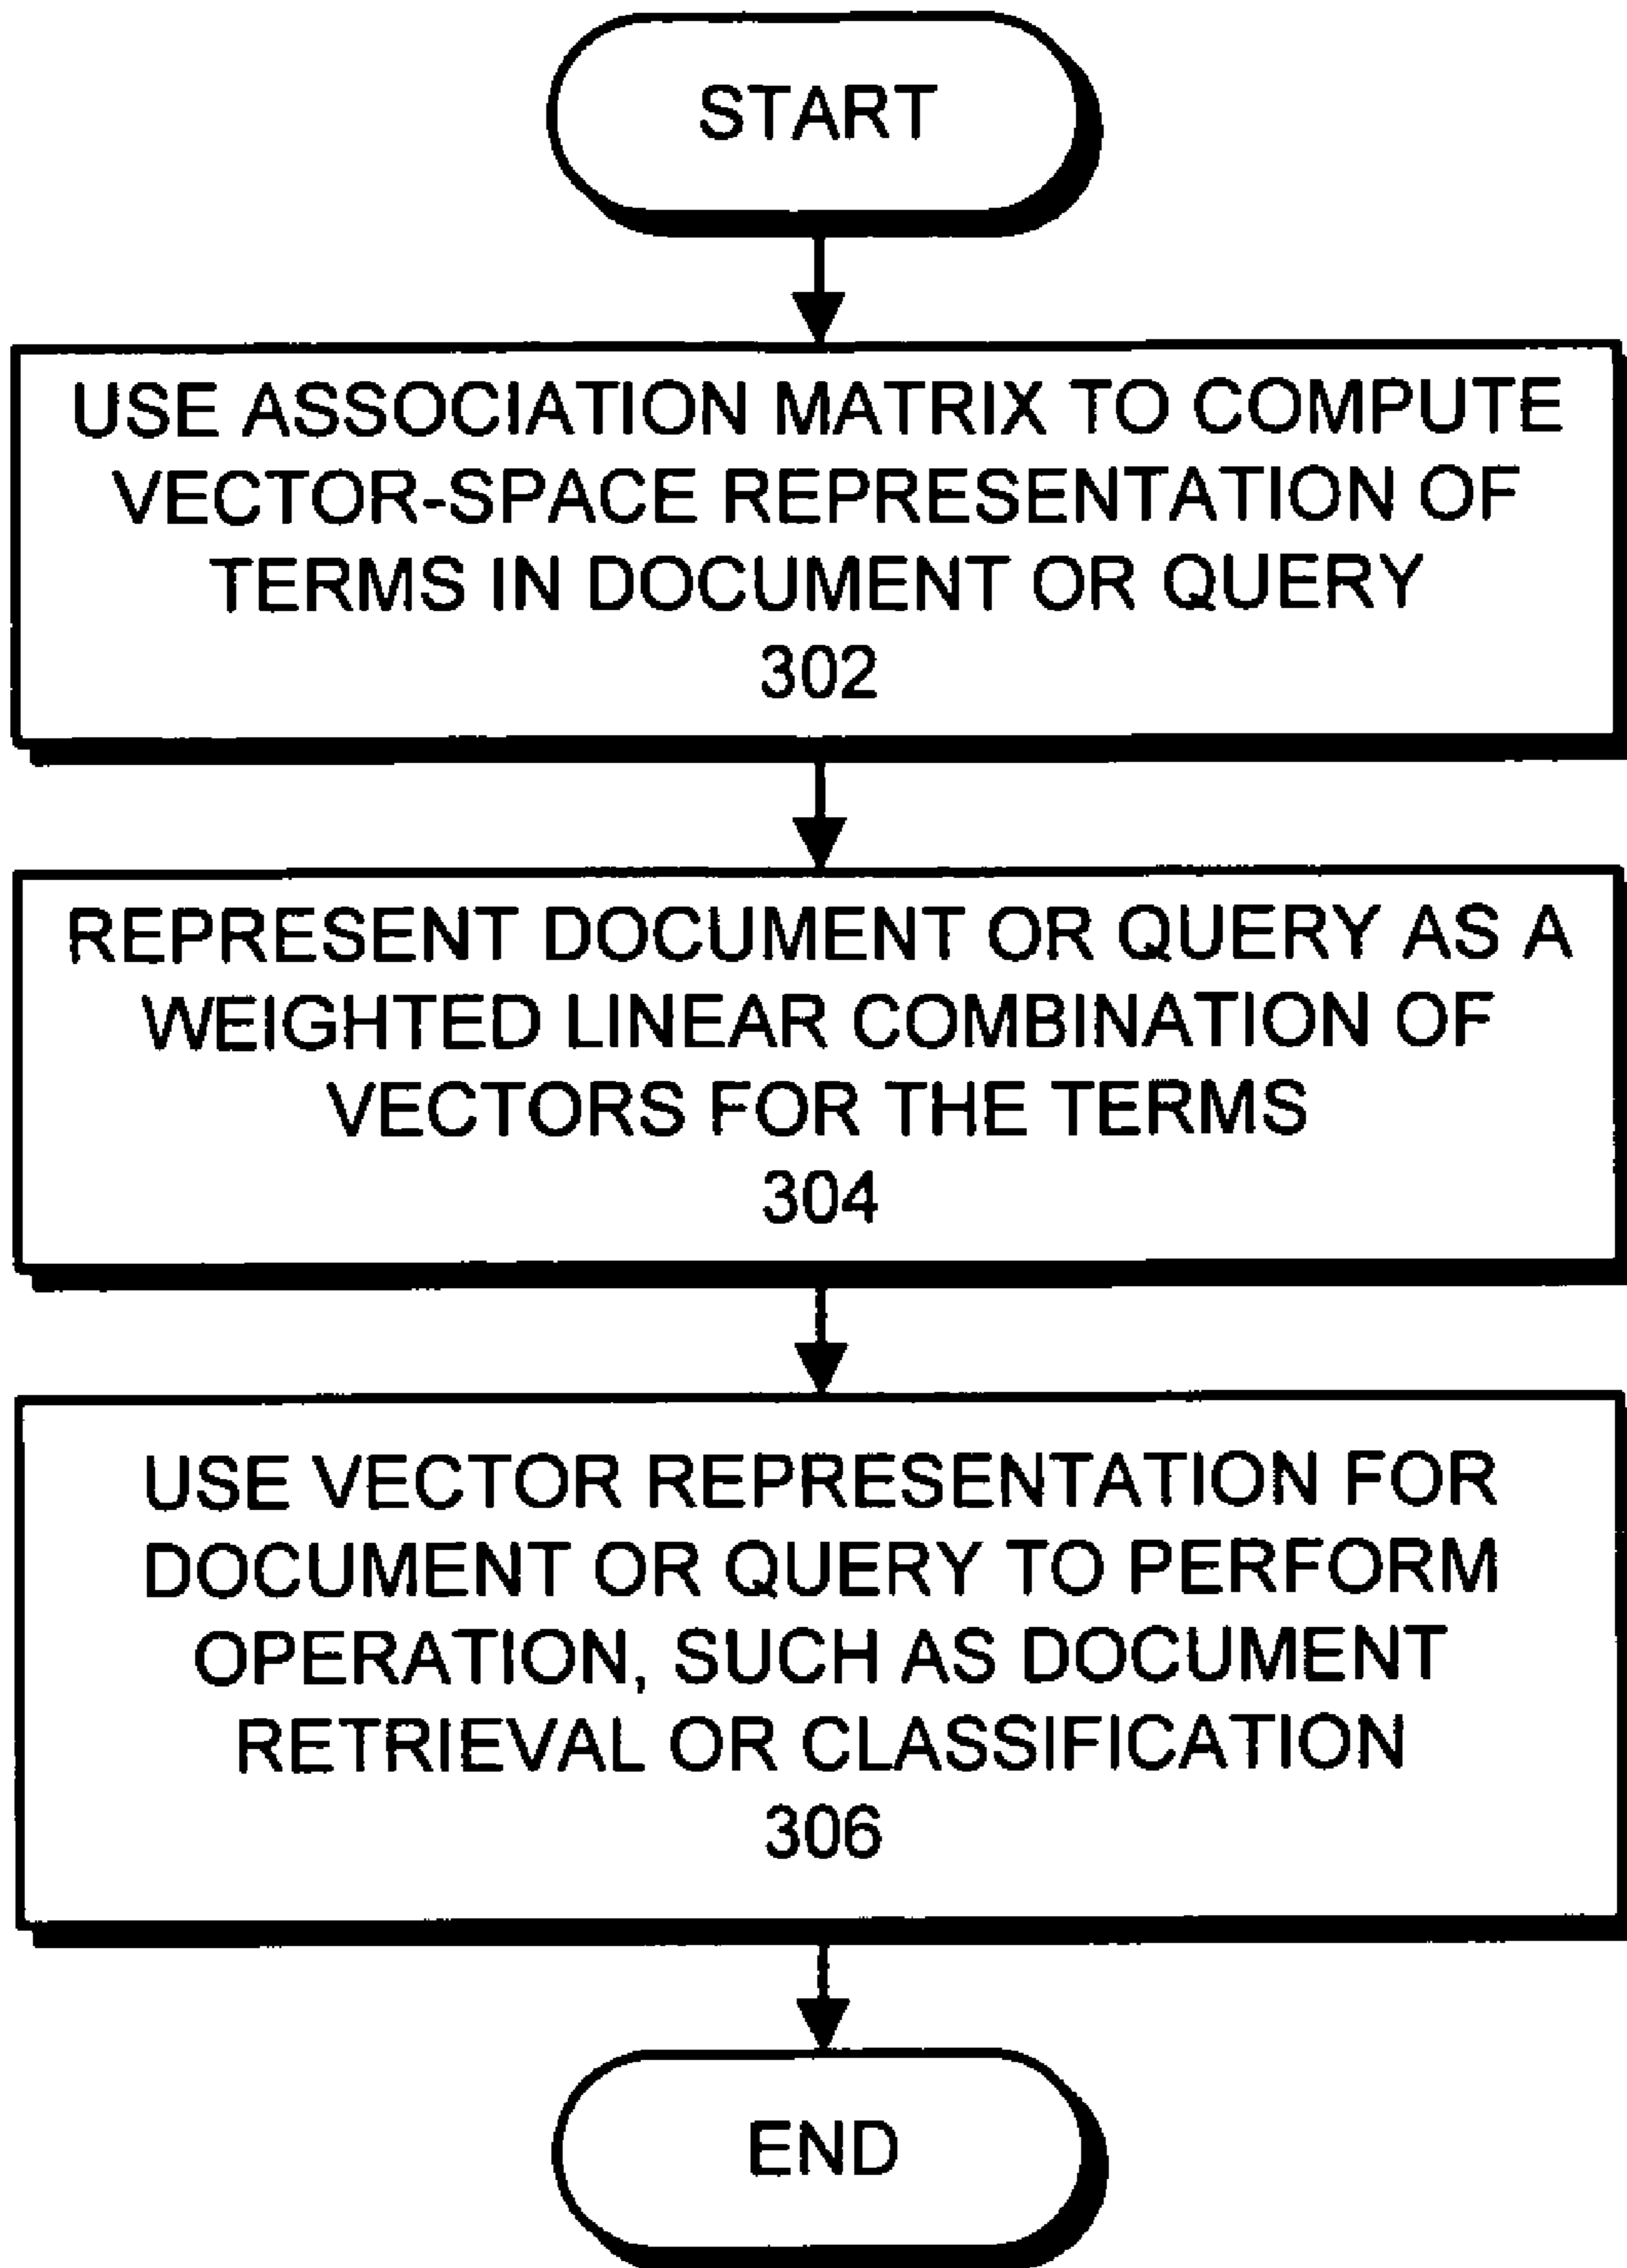 START
USE ASSOCIATION MATRIX TO COMPUTE
VECTOR-SPACE REPRESENTATION OF
TERMS IN DOCUMENT OR QUERY
302
REPRESENT DOCUMENT OR QUERY AS A
WEIGHTED LINEAR COMBINATION OF
VECTORS FOR THE TERMS
304
USE VECTOR REPRESENTATION FOR
DOCUMENT OR QUERY TO PERFORM
OPERATION, SUCH AS DOCUMENT
RETRIEVAL OR CLASSIFICATION
306
END